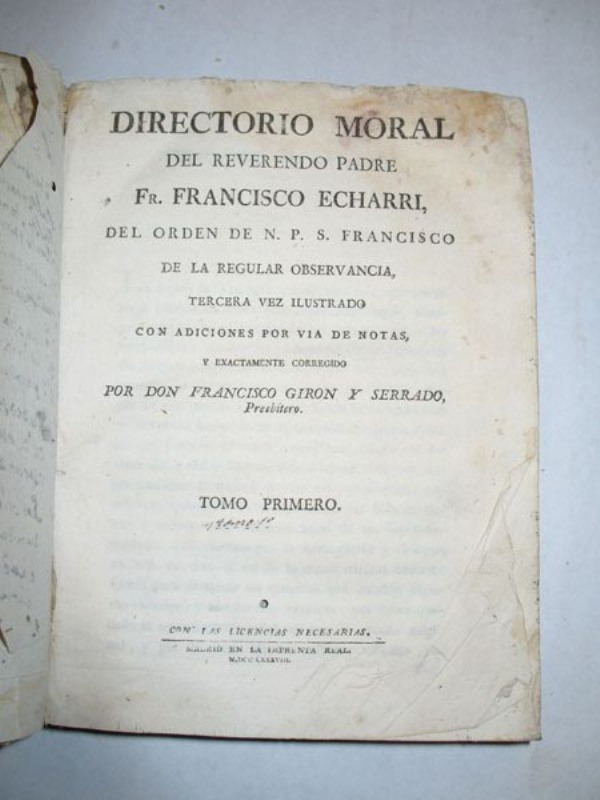 DIRECTORIO MORAL
DEL REVERENDO PADRE
FR. FRANCISCO ECHARRI,
DEL ORDEN DE N. P. S. FRANCISCO
DE LA REGULAR OBSERVANCIA,
TERCERA VEZ ILUSTRADO
CON ADICIONES POR VIA DE NOTAS,
Y EXACTAMENTE CORREGIDO
POR DON FRANCISCO GIRON Y SERRADO,
Presbítero.
TOMO PRIMERO.
CON LAS LICENCIAS NECESARIAS.
MADRID EN LA IMPRENTA REAL.
M.DCC.LXXXVIII.